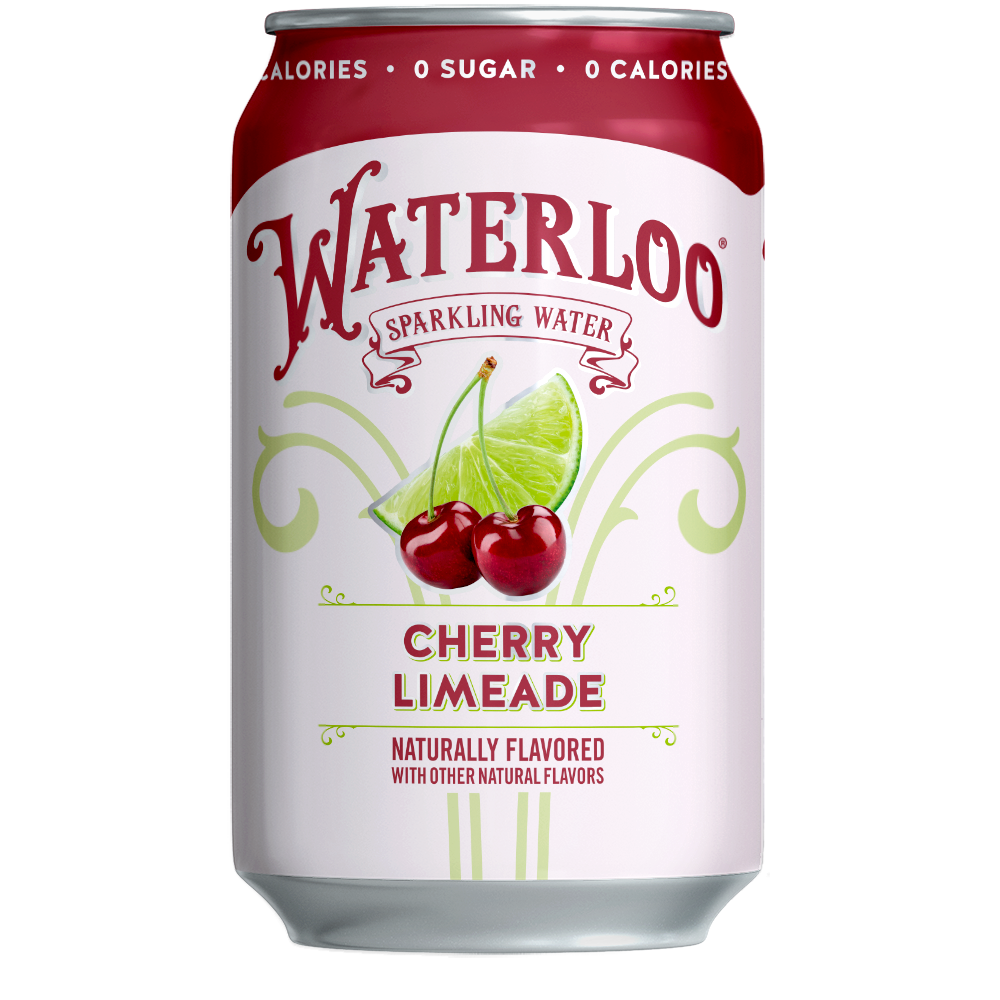 CALORIES • 0 SUGAR • 0 CALORIES
WATERLOO®
SPARKLING WATER
CHERRY
LIMEADE
NATURALLY FLAVORED
WITH OTHER NATURAL FLAVORS